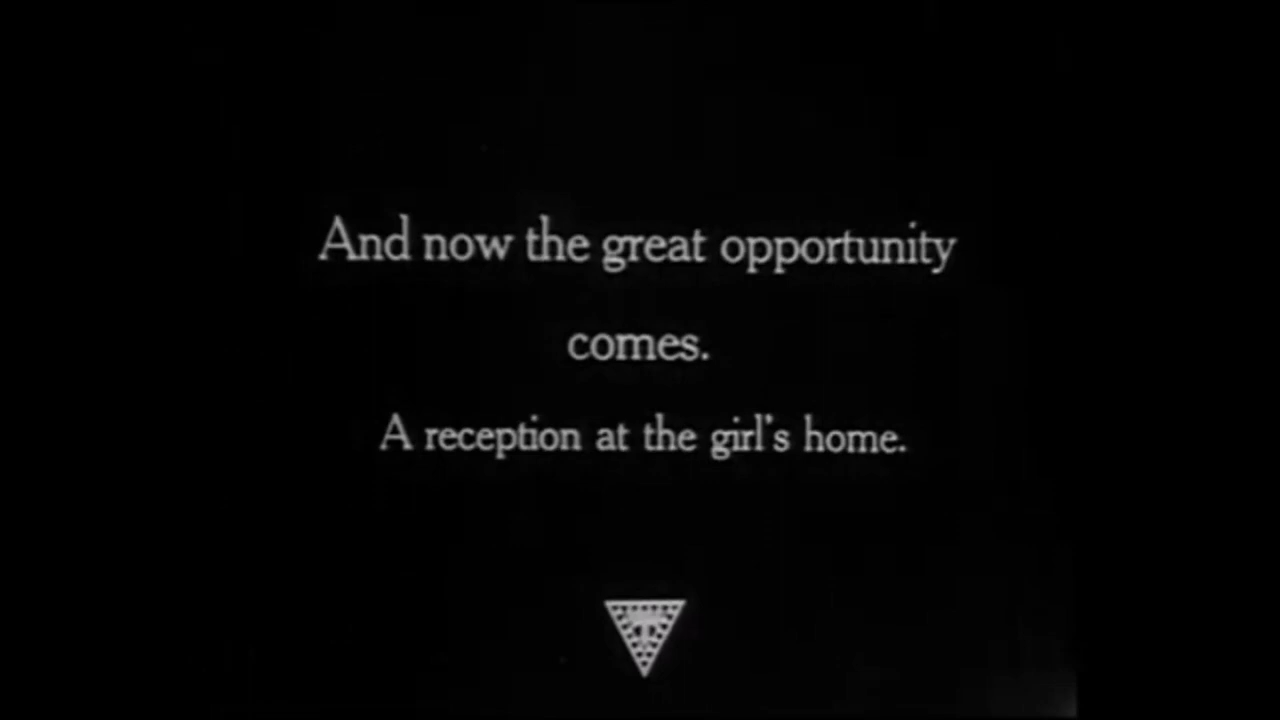 And now the great opportunity
comes.
A reception at the girl's home.
T